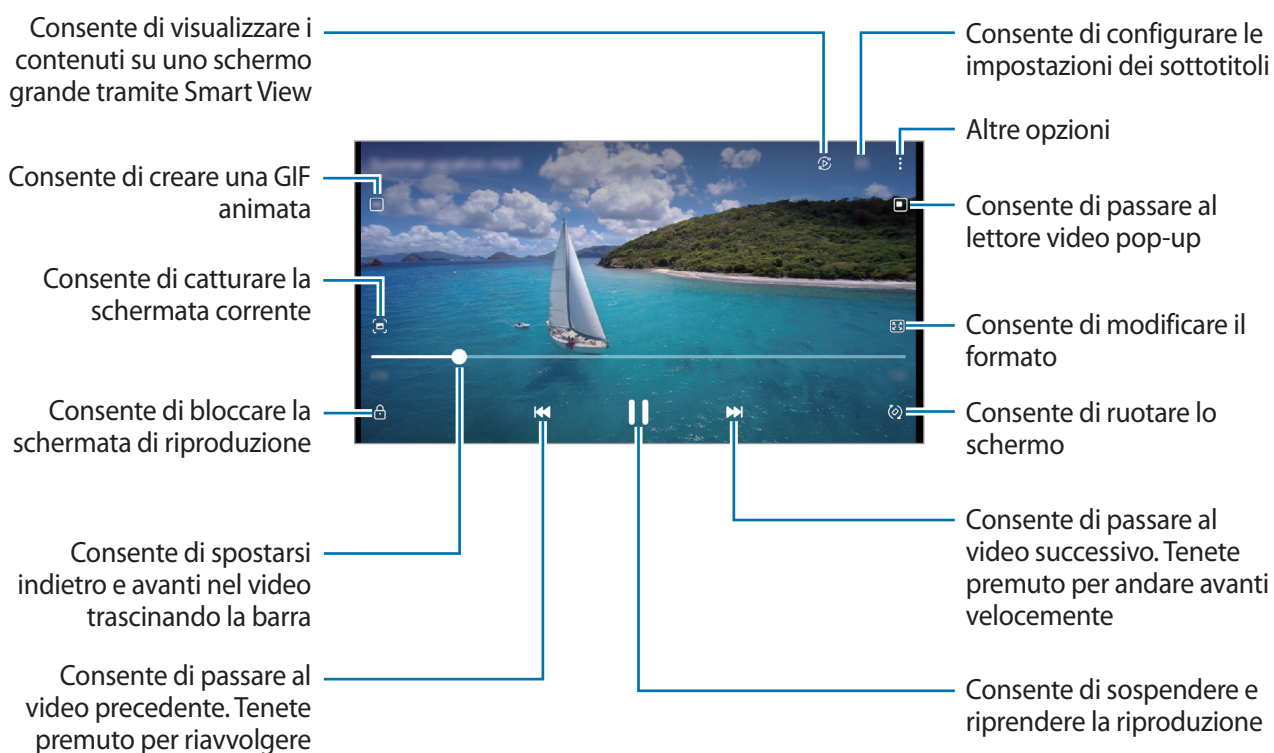 Consente di visualizzare i
contenuti su uno schermo
grande tramite Smart View
Consente di creare una GIF
animata
Consente di catturare la
schermata corrente
Consente di bloccare la
schermata di riproduzione
Consente di spostarsi
indietro e avanti nel video
trascinando la barra
Consente di passare al
video precedente. Tenete
premuto per riavvolgere
Consente di configurare le
impostazioni dei sottotitoli
Altre opzioni
Consente di passare al
lettore video pop-up
Consente di modificare il
formato
Consente di ruotare lo
schermo
Consente di passare al
video successivo. Tenete
premuto per andare avanti
velocemente
Consente di sospendere e
riprendere la riproduzione